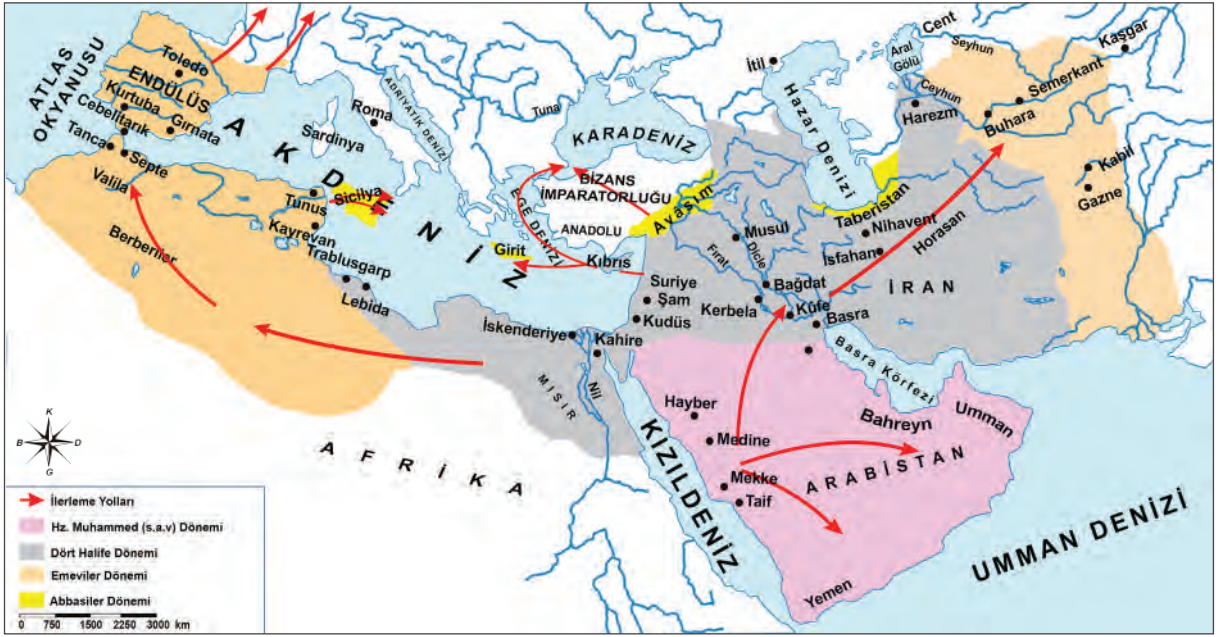 ATLAS
OKYANUSU
Toledo
ENDÜLÜS
Kurtuba
Cebelitarık
Gırnata
Tanca
Septe
Valila
Berberiler
AKDENİZ
Roma
Sardinya
ADRİYATİK DENİZİ
Tuna
Tunus
Sicilya
Kayrevan
Trablusgarp
Lebida
KARADENİZ
BİZANS
İMPARATORLUĞU
EGE DENİZİ
ANADOLU
Girit
Kıbrıs
Avasım
İtil
Hazar Denizi
Aral
Gölü
Cent
Seyhun
Kaşgar
Ceyhun
Semerkant
Harezm
Buhara
Kabil
Gazne
Taberistan
Nihavent
Horasan
İsfahan
İRAN
Musul
Fırat
Dicle
Bağdat
Suriye
Şam
Kerbela
Kûfe
Kudüs
Basra
Basra Körfezi
İskenderiye
Kahire
MISIR
Nil
Hayber
Medine
Bahreyn
Umman
ARABİSTAN
Mekke
Taif
Yemen
KIZILDENİZ
UMMAN DENİZİ
AFRİKA
K
B
D
G
İlerleme Yolları
Hz. Muhammed (s.a.v) Dönemi
Dört Halife Dönemi
Emeviler Dönemi
Abbasiler Dönemi
0 750 1500 2250 3000 km